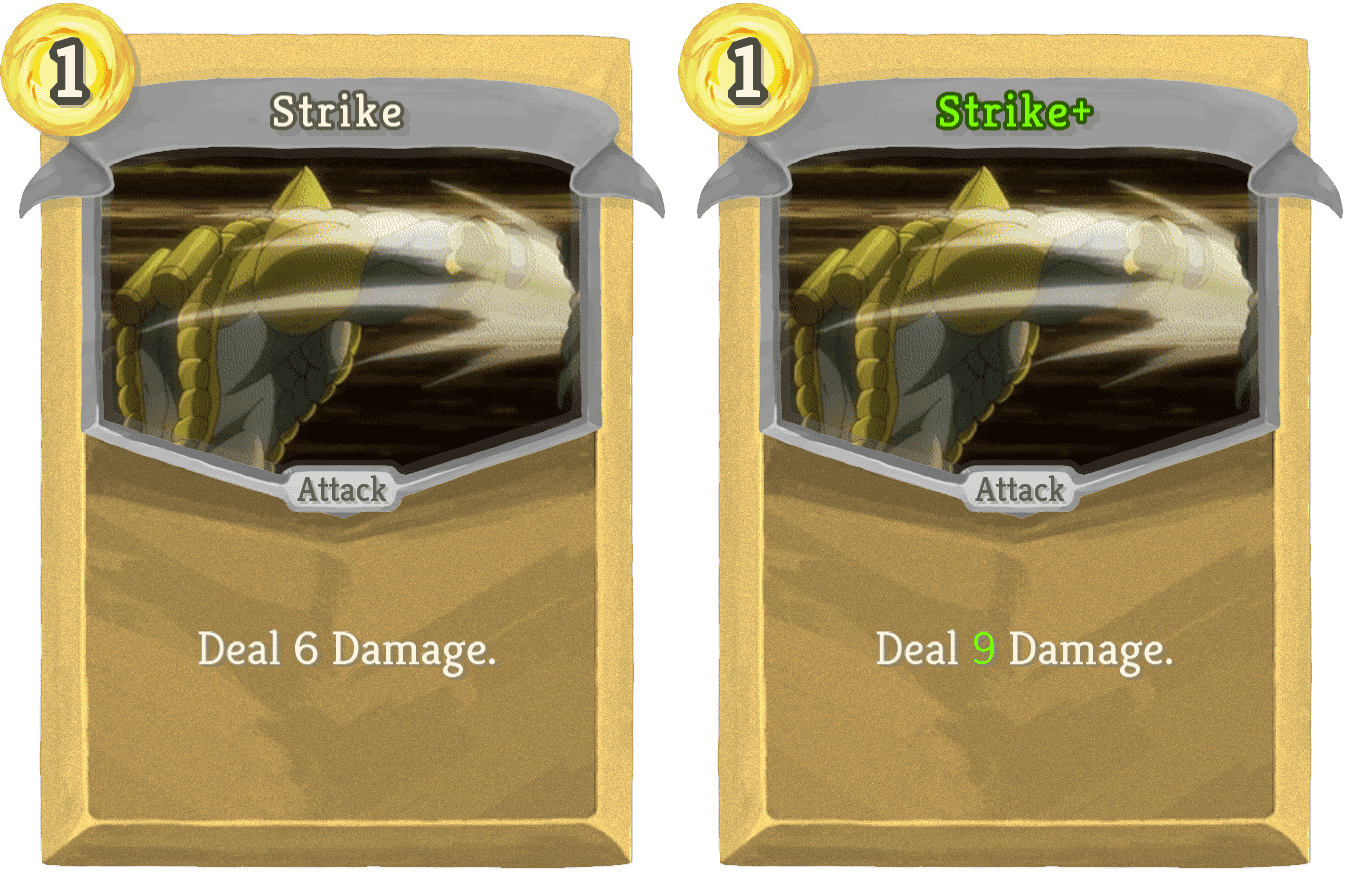 1
Strike
Attack
Deal 6 Damage.
1
Strike+
Attack
Deal 9 Damage.